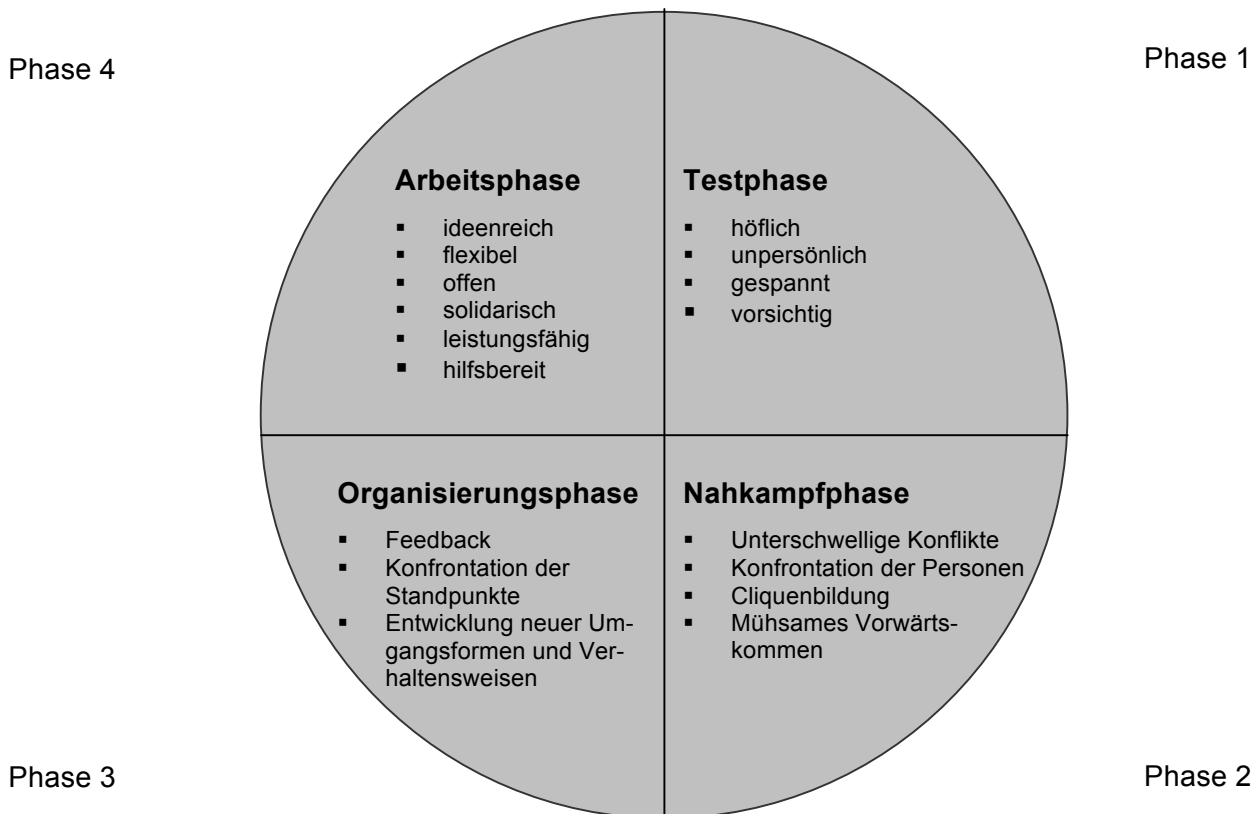 Phase 4
Phase 1
Arbeitsphase
▪ ideenreich
▪ flexibel
▪ offen
▪ solidarisch
▪ leistungsfähig
▪ hilfsbereit
Testphase
▪ höflich
▪ unpersönlich
▪ gespannt
▪ vorsichtig
Organisierungsphase
▪ Feedback
▪ Konfrontation der
Standpunkte
▪ Entwicklung neuer Um-
gangsformen und Ver-
haltensweisen
Nahkampfphase
▪ Unterschwellige Konflikte
▪ Konfrontation der Personen
▪ Cliquenbildung
▪ Mühsames Vorwärts-
kommen
Phase 3
Phase 2